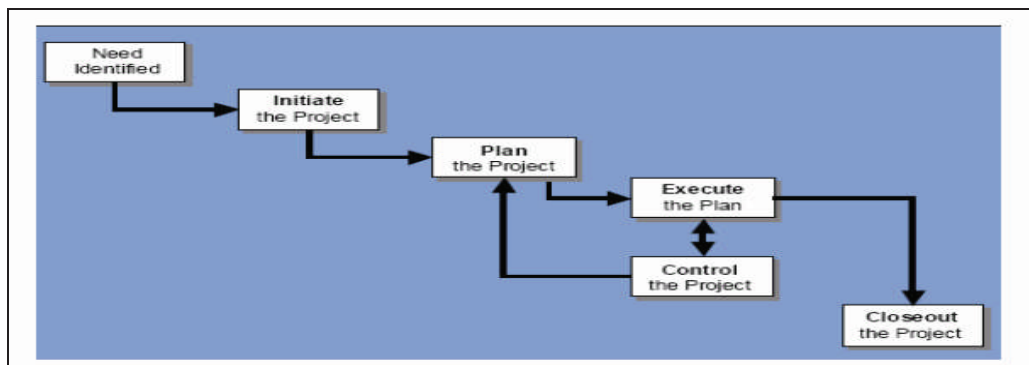 Need
Identified
Initiate
the Project
Plan
the Project
Execute
the Plan
Control
the Project
Closeout
the Project